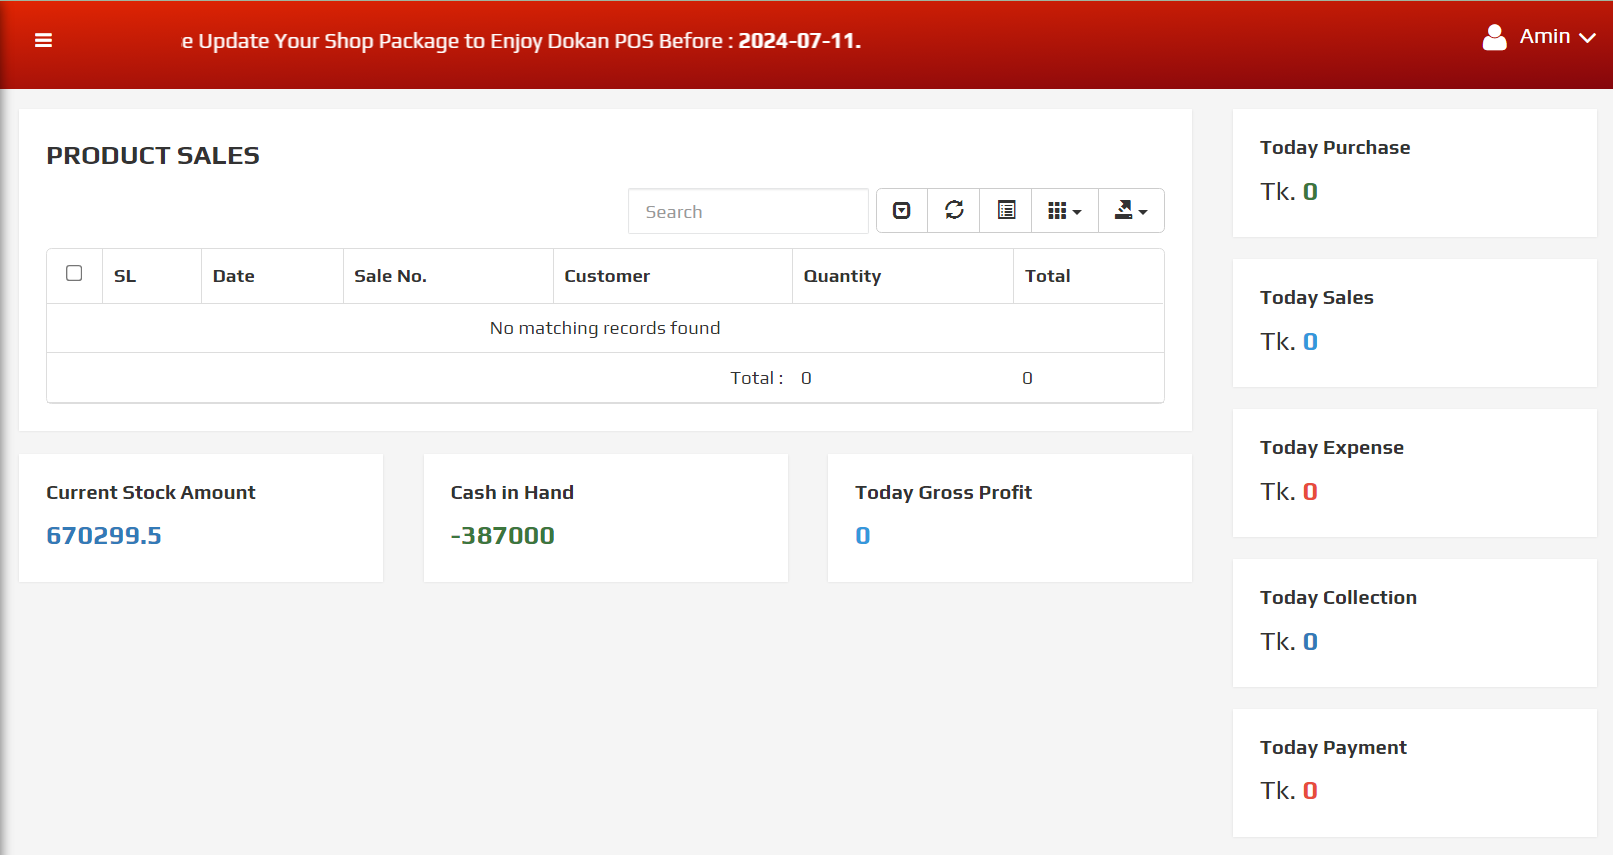 e Update Your Shop Package to Enjoy Dokan POS Before : 2024-07-11.
Amin
PRODUCT SALES
Search
SL Date Sale No. Customer Quantity Total
No matching records found
Total : 0 0
Current Stock Amount
670299.5
Cash in Hand
-387000
Today Gross Profit
0
Today Purchase
Tk. 0
Today Sales
Tk. 0
Today Expense
Tk. 0
Today Collection
Tk. 0
Today Payment
Tk. 0